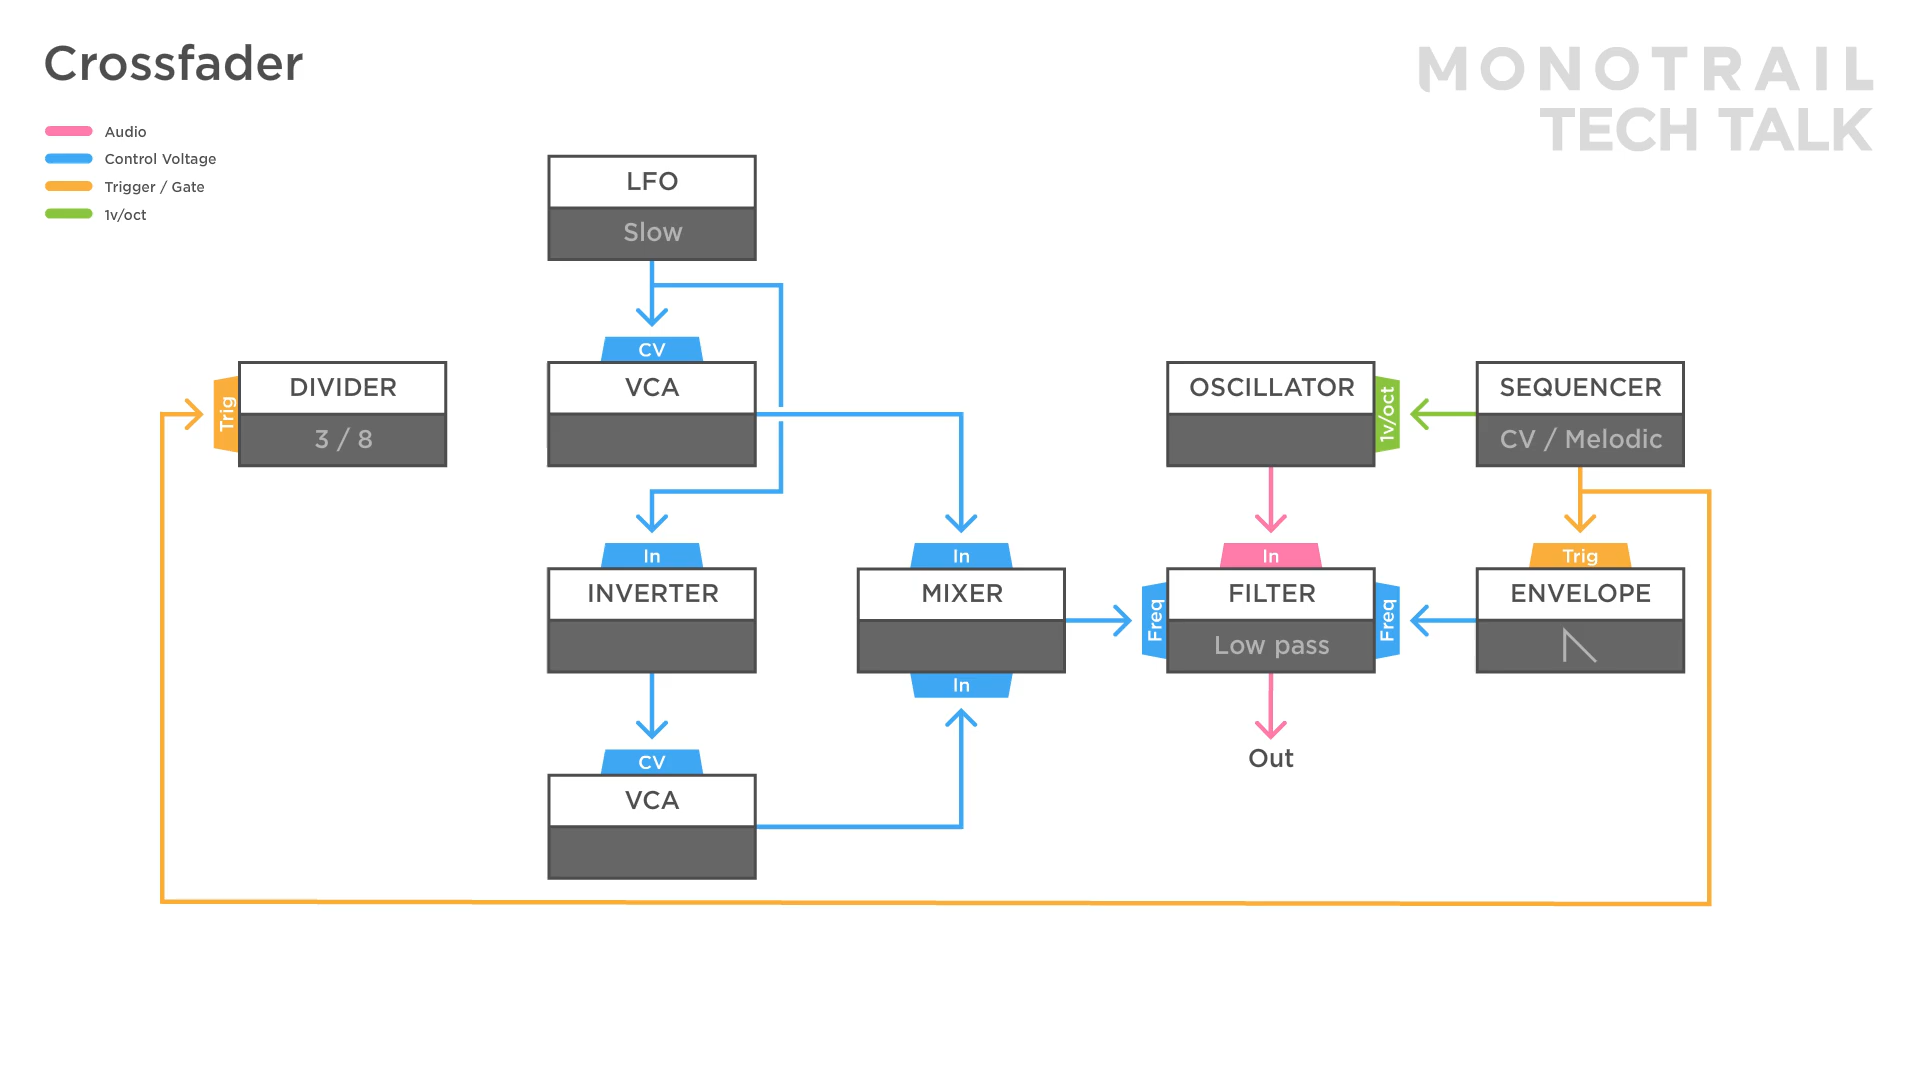 Crossfader
MONOTRAIL
TECH TALK
Audio
Control Voltage
Trigger / Gate
1v/oct
LFO
Slow
CV
VCA
Trig
DIVIDER
3 / 8
OSCILLATOR
1v/oct
SEQUENCER
CV / Melodic
In
INVERTER
In
MIXER
In
In
FILTER
Low pass
Freq
Freq
Trig
ENVELOPE
CV
VCA
Out